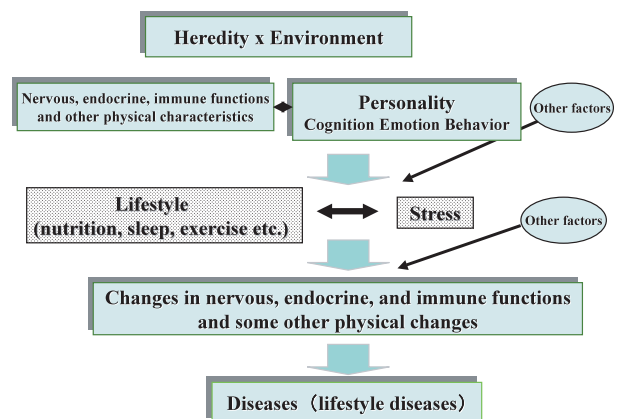 Heredity x Environment
Nervous, endocrine, immune functions
and other physical characteristics
Personality
Cognition Emotion Behavior
Other factors
Lifestyle
(nutrition, sleep, exercise etc.)
Stress
Other factors
Changes in nervous, endocrine, and immune functions
and some other physical changes
Diseases（lifestyle diseases）